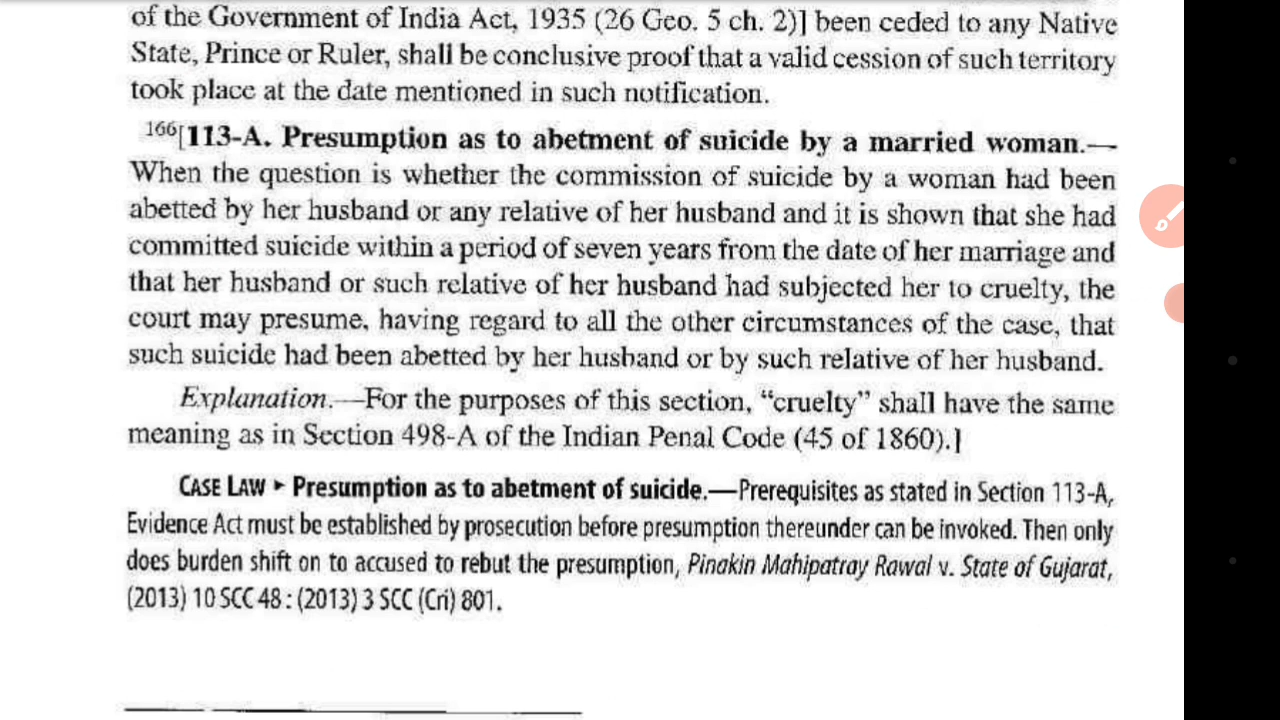 of the Government of India Act, 1935 (26 Geo. 5 ch. 2)] been ceded to any Native
State, Prince or Ruler, shall be conclusive proof that a valid cession of such territory
took place at the date mentioned in such notification.
166[113-A. Presumption as to abetment of suicide by a married woman.—
When the question is whether the commission of suicide by a woman had been
abetted by her husband or any relative of her husband and it is shown that she had
committed suicide within a period of seven years from the date of her marriage and
that her husband or such relative of her husband had subjected her to cruelty, the
court may presume, having regard to all the other circumstances of the case, that
such suicide had been abetted by her husband or by such relative of her husband.
Explanation.—For the purposes of this section, “cruelty” shall have the same
meaning as in Section 498-A of the Indian Penal Code (45 of 1860).]
CASE LAW ▸ Presumption as to abetment of suicide.—Prerequisites as stated in Section 113-A,
Evidence Act must be established by prosecution before presumption thereunder can be invoked. Then only
does burden shift on to accused to rebut the presumption, Pinakin Mahipatray Rawal v. State of Gujarat,
(2013) 10 SCC 48 : (2013) 3 SCC (Cri) 801.